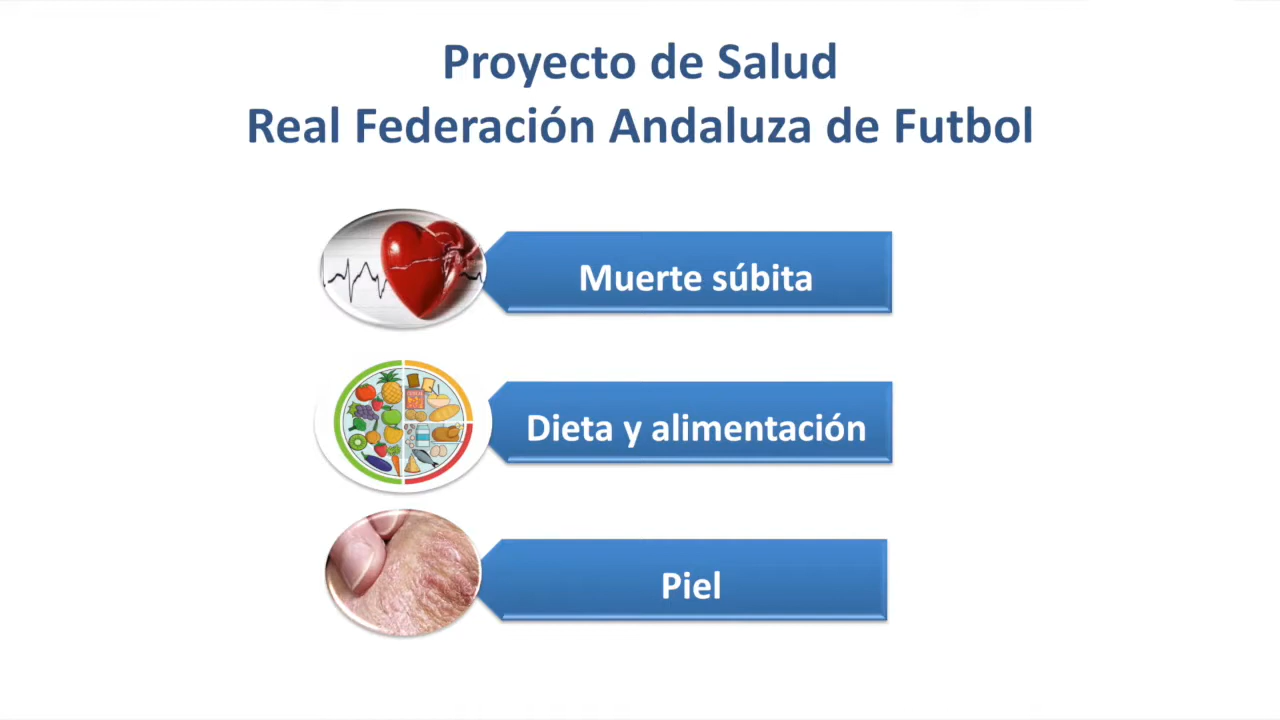 Proyecto de Salud
Real Federación Andaluza de Futbol
Muerte súbita
Dieta y alimentación
Piel